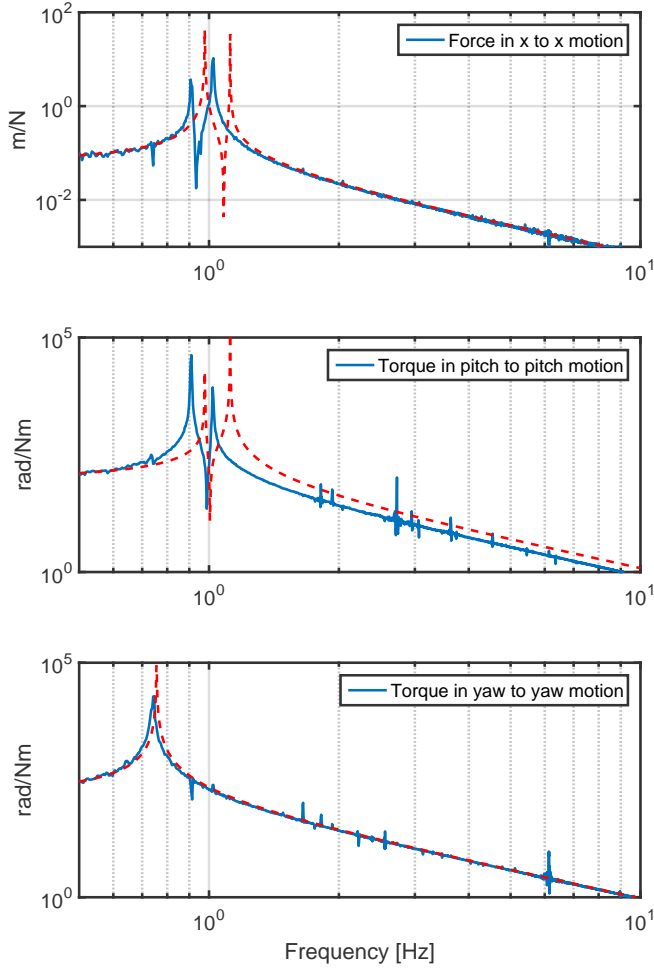 10^2
Force in x to x motion
10^0
m/N
10^-2
10^0
10^1
10^5
Torque in pitch to pitch motion
rad/Nm
10^0
10^0
10^1
10^5
Torque in yaw to yaw motion
rad/Nm
10^0
10^0
10^1
Frequency [Hz]